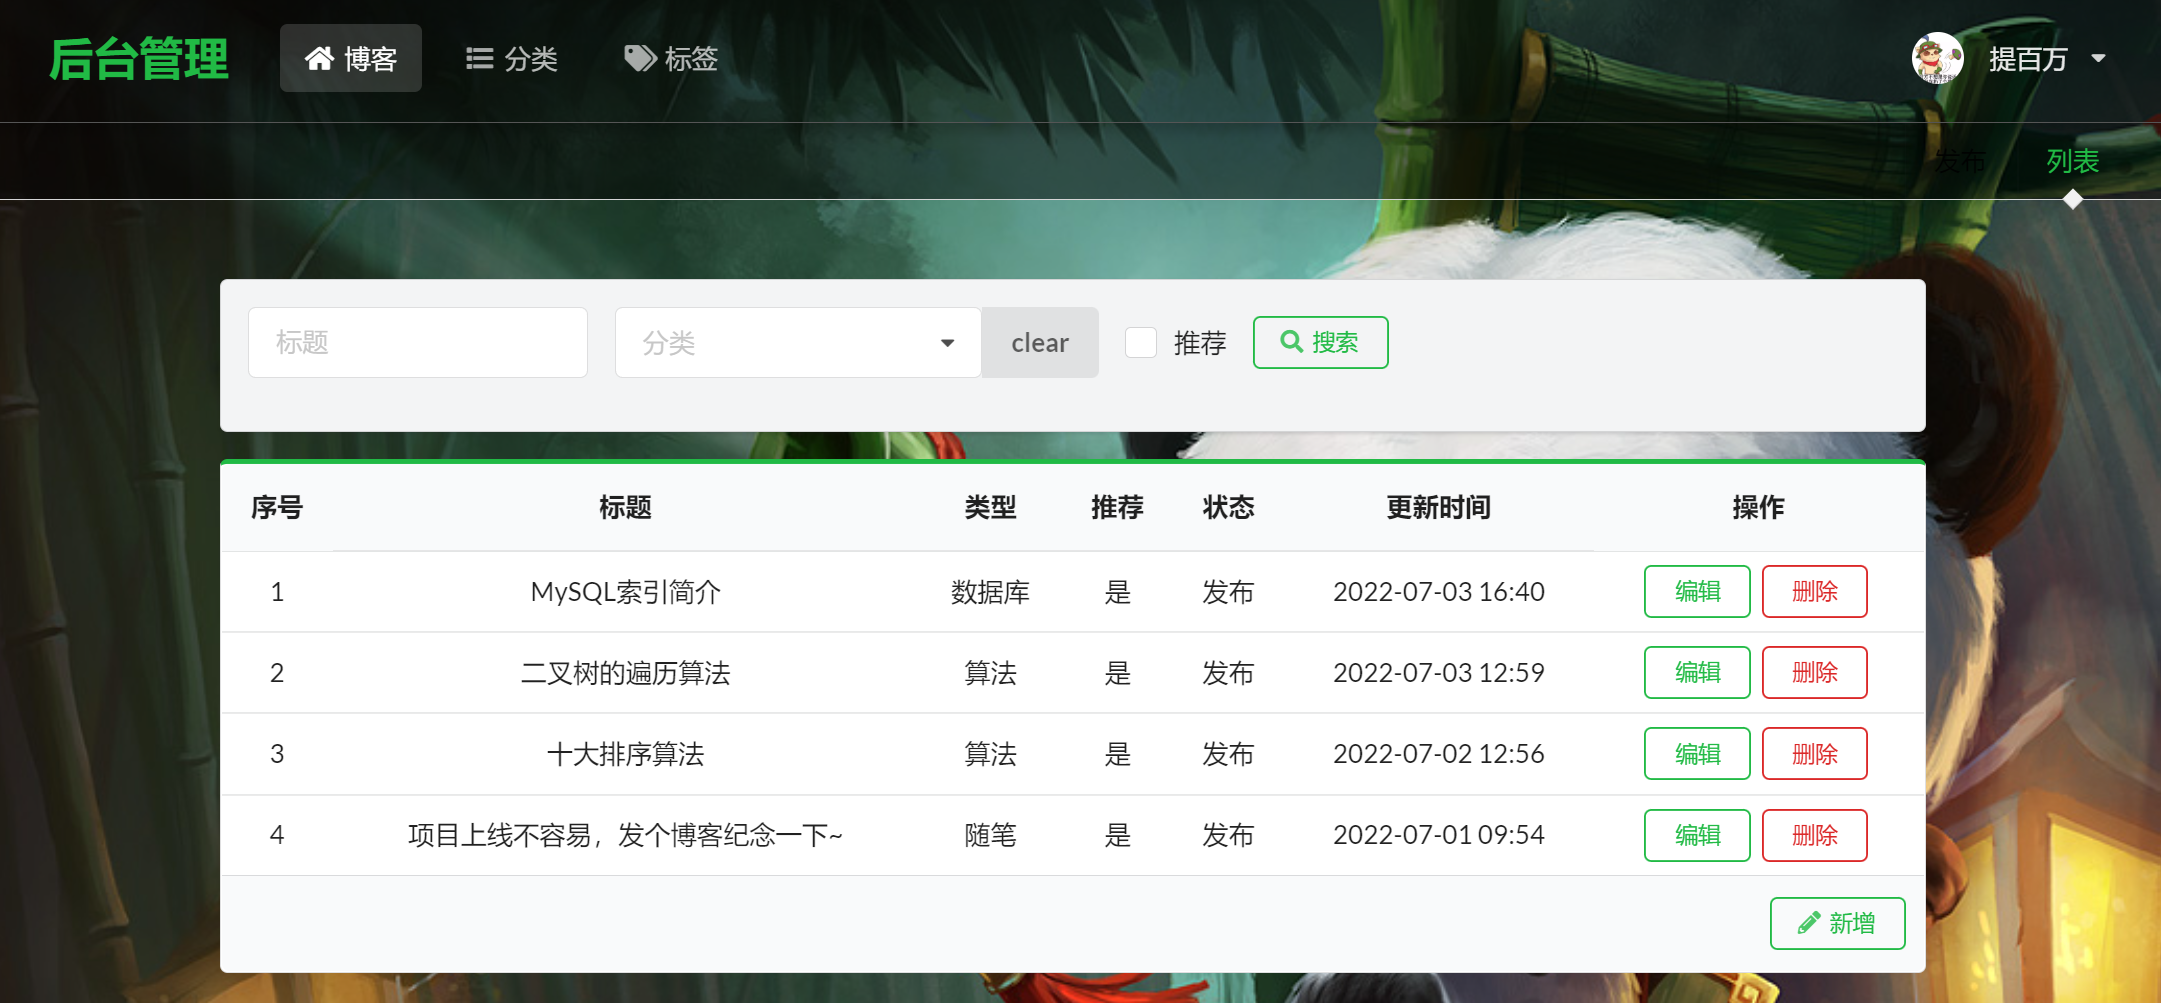 后台管理 博客 分类 标签 提百万
发布 列表
标题 分类 clear 推荐 搜索
序号 标题 类型 推荐 状态 更新时间 操作
1 MySQL索引简介 数据库 是 发布 2022-07-03 16:40 编辑 删除
2 二叉树的遍历算法 算法 是 发布 2022-07-03 12:59 编辑 删除
3 十大排序算法 算法 是 发布 2022-07-02 12:56 编辑 删除
4 项目上线不容易，发个博客纪念一下~ 随笔 是 发布 2022-07-01 09:54 编辑 删除
新增